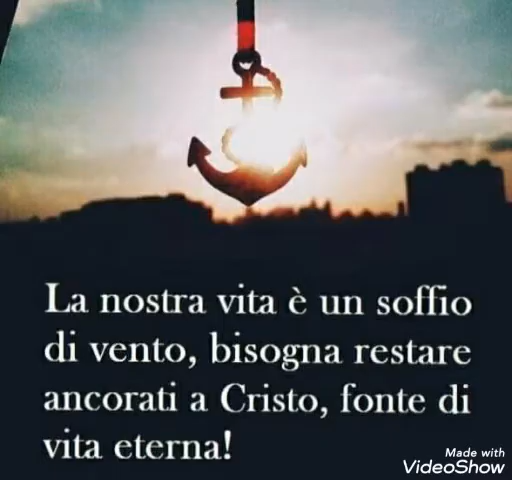 La nostra vita è un soffio
di vento, bisogna restare
ancorati a Cristo, fonte di
vita eterna!
Made with
VideoShow